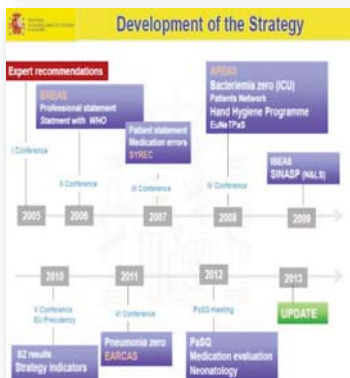 Development of the Strategy
Expert recommendations
ENEAS
Professional statement
Statment with WHO
Patient statement
Medication errors
SYREC
APEAS
Bacteriemia zero (ICU)
Patients Network
Hand Hygiene Programme
EuNeTPaS
IBEAS
SINASP (N&LS)
I Conference
II Conference
III Conference
IV Conference
2005
2006
2007
2008
2009
2010
2011
2012
2013
V Conference
EU Presidency
VI Conference
PaSQ meeting
UPDATE
BZ results
Strategy indicators
Pneumonia zero
EARCAS
PaSQ
Medication evaluation
Neonatology